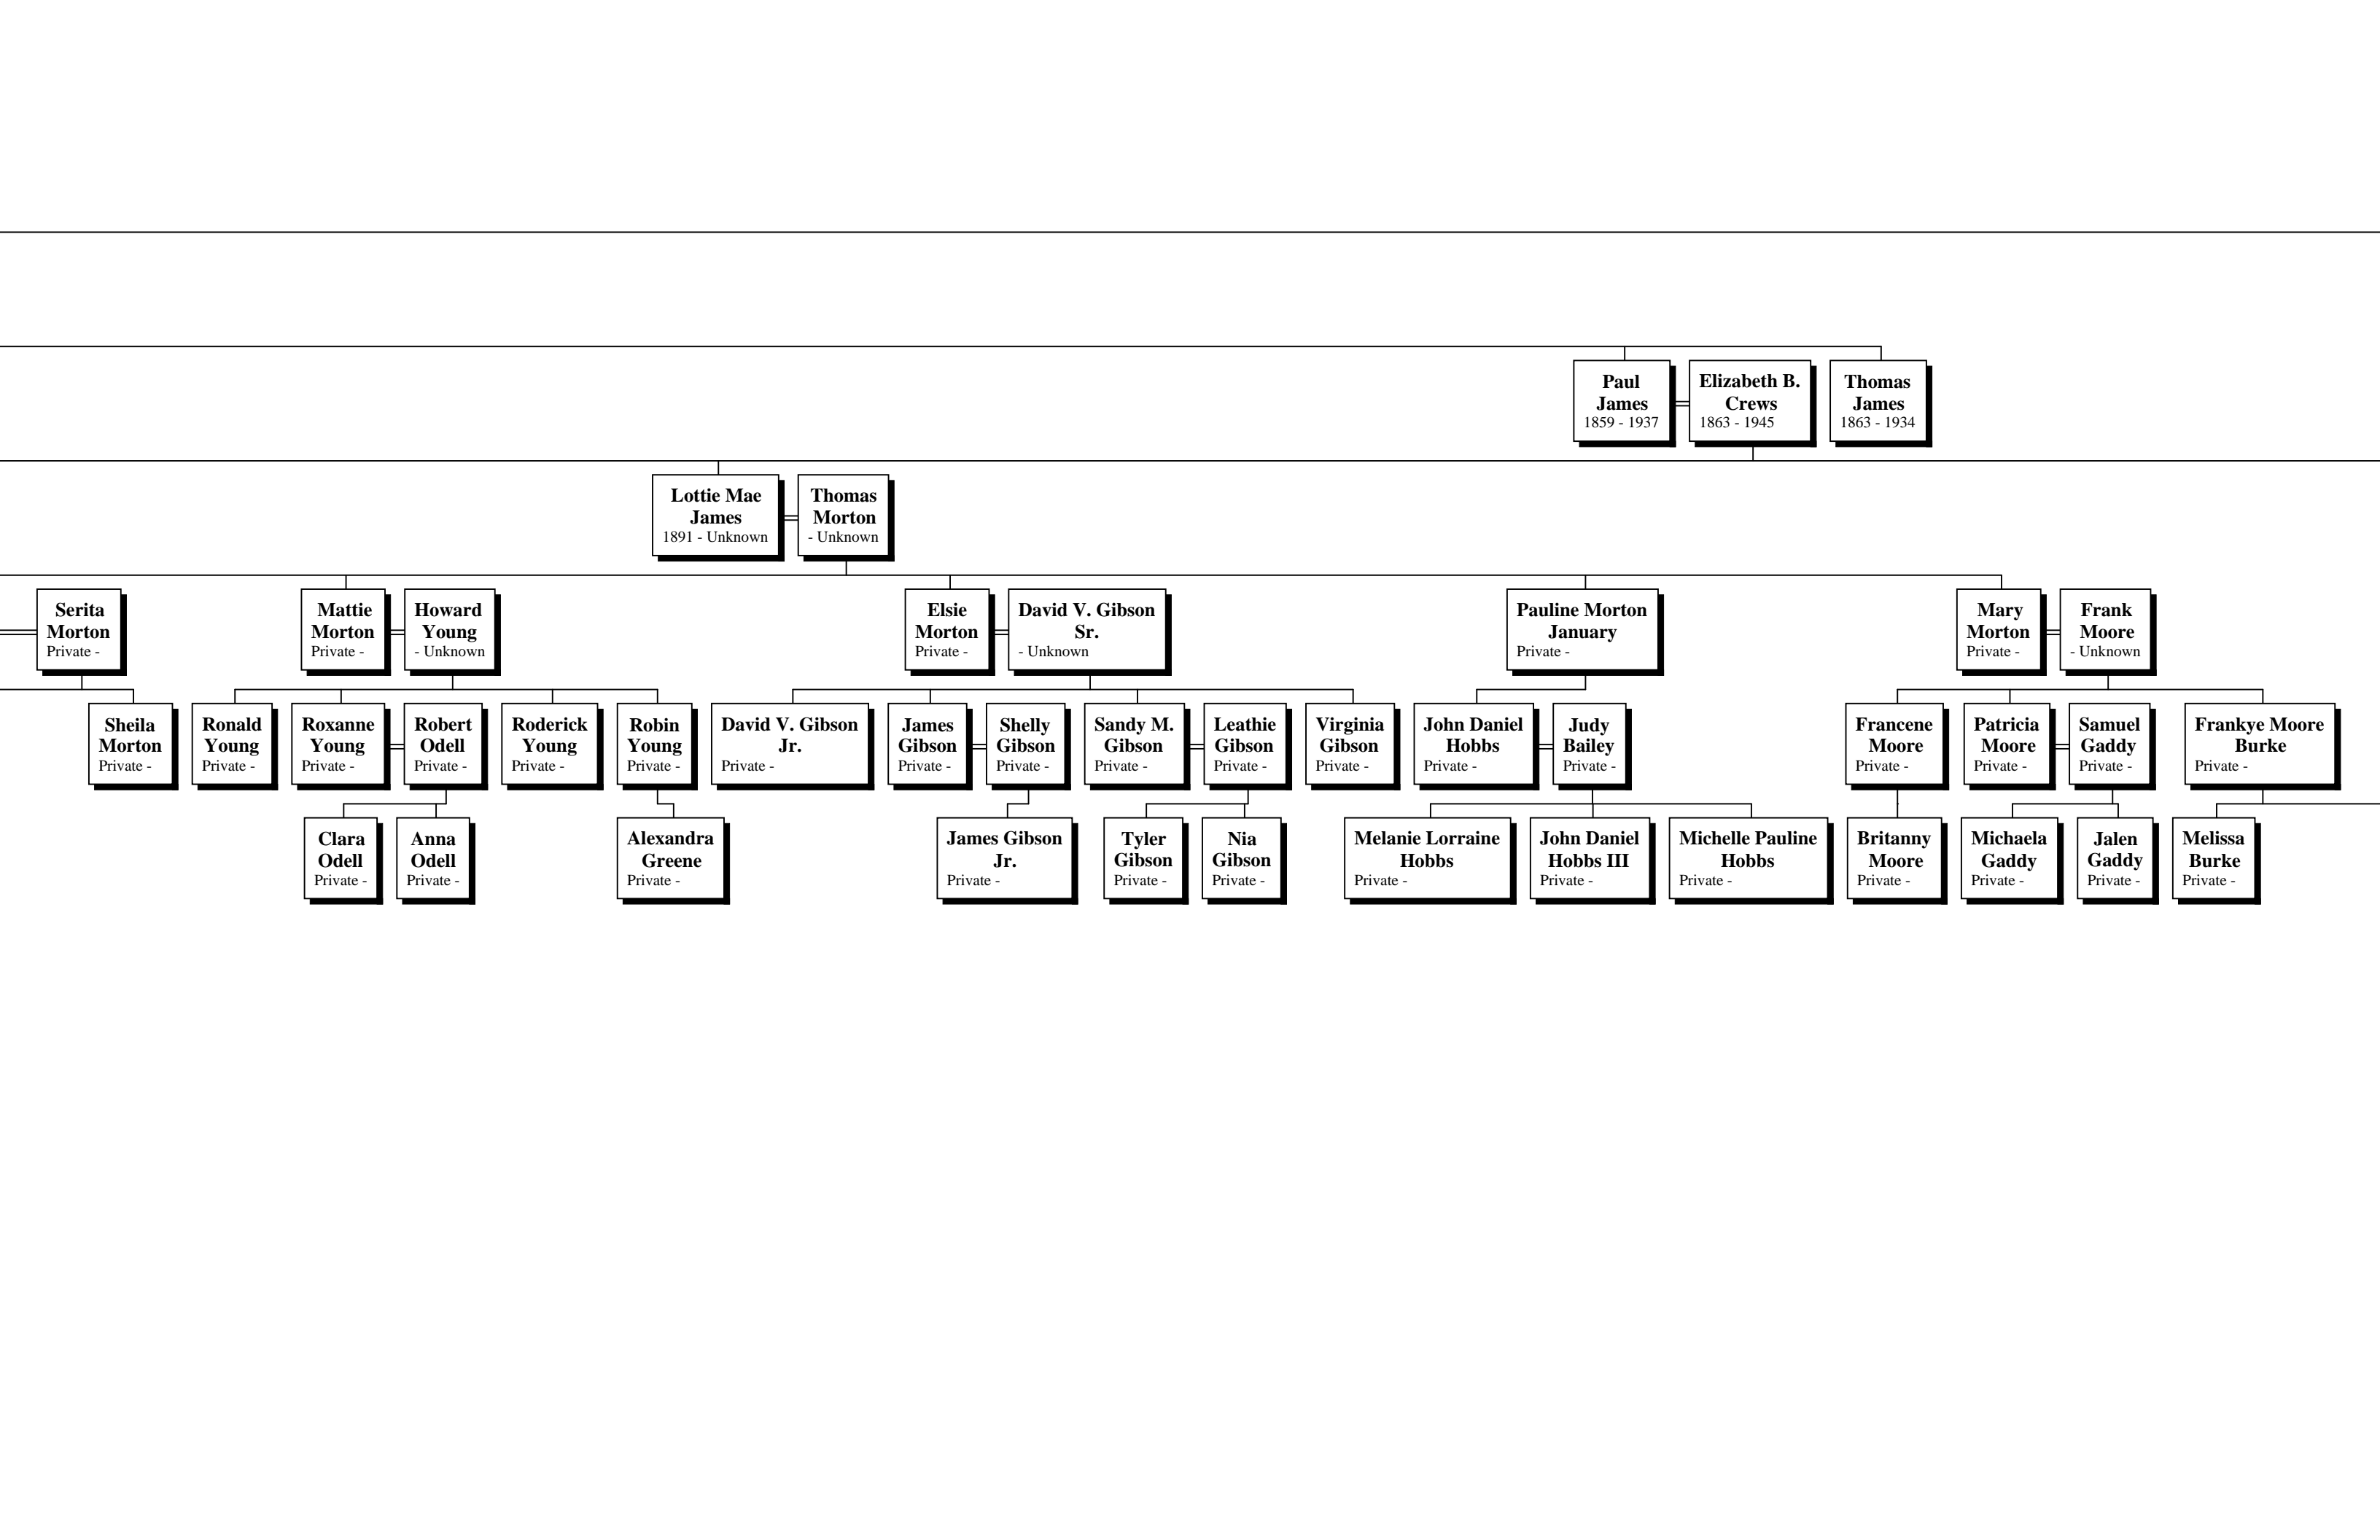 Paul
James
1859 - 1937
Elizabeth B.
Crews
1863 - 1945
Thomas
James
1863 - 1934
Lottie Mae
James
1891 - Unknown
Thomas
Morton
- Unknown
Serita
Morton
Private -
Mattie
Morton
Private -
Howard
Young
- Unknown
Elsie
Morton
Private -
David V. Gibson
Sr.
- Unknown
Pauline Morton
January
Private -
Mary
Morton
Private -
Frank
Moore
- Unknown
Sheila
Morton
Private -
Ronald
Young
Private -
Roxanne
Young
Private -
Robert
Odell
Private -
Roderick
Young
Private -
Robin
Young
Private -
David V. Gibson
Jr.
Private -
James
Gibson
Private -
Shelly
Gibson
Private -
Sandy M.
Gibson
Private -
Leathie
Gibson
Private -
Virginia
Gibson
Private -
John Daniel
Hobbs
Private -
Judy
Bailey
Private -
Francene
Moore
Private -
Patricia
Moore
Private -
Samuel
Gaddy
Private -
Frankye Moore
Burke
Private -
Clara
Odell
Private -
Anna
Odell
Private -
Alexandra
Greene
Private -
James Gibson
Jr.
Private -
Tyler
Gibson
Private -
Nia
Gibson
Private -
Melanie Lorraine
Hobbs
Private -
John Daniel
Hobbs III
Private -
Michelle Pauline
Hobbs
Private -
Britanny
Moore
Private -
Michaela
Gaddy
Private -
Jalen
Gaddy
Private -
Melissa
Burke
Private -